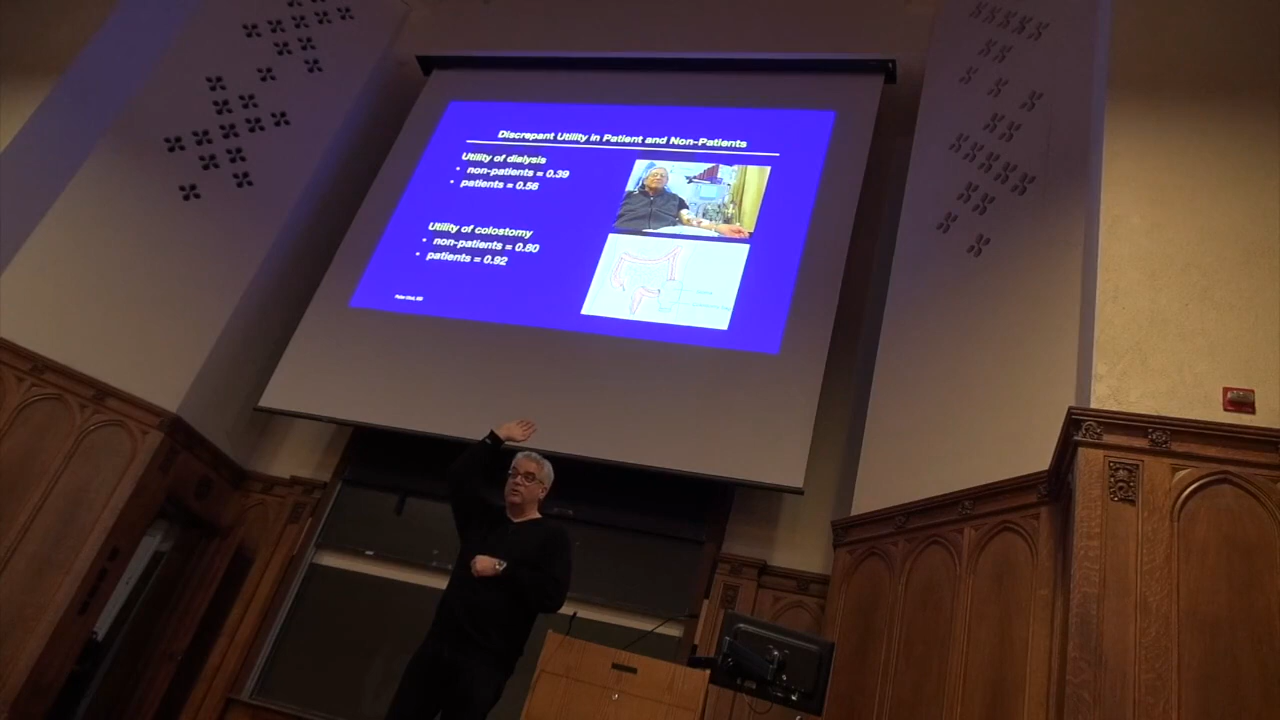 Discrepant Utility in Patient and Non-Patients
Utility of dialysis
• non-patients = 0.39
• patients = 0.56
Utility of colostomy
• non-patients = 0.80
• patients = 0.92